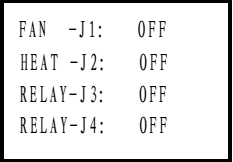 FAN  -J1:   OFF
HEAT -J2:   OFF
RELAY-J3:   OFF
RELAY-J4:   OFF